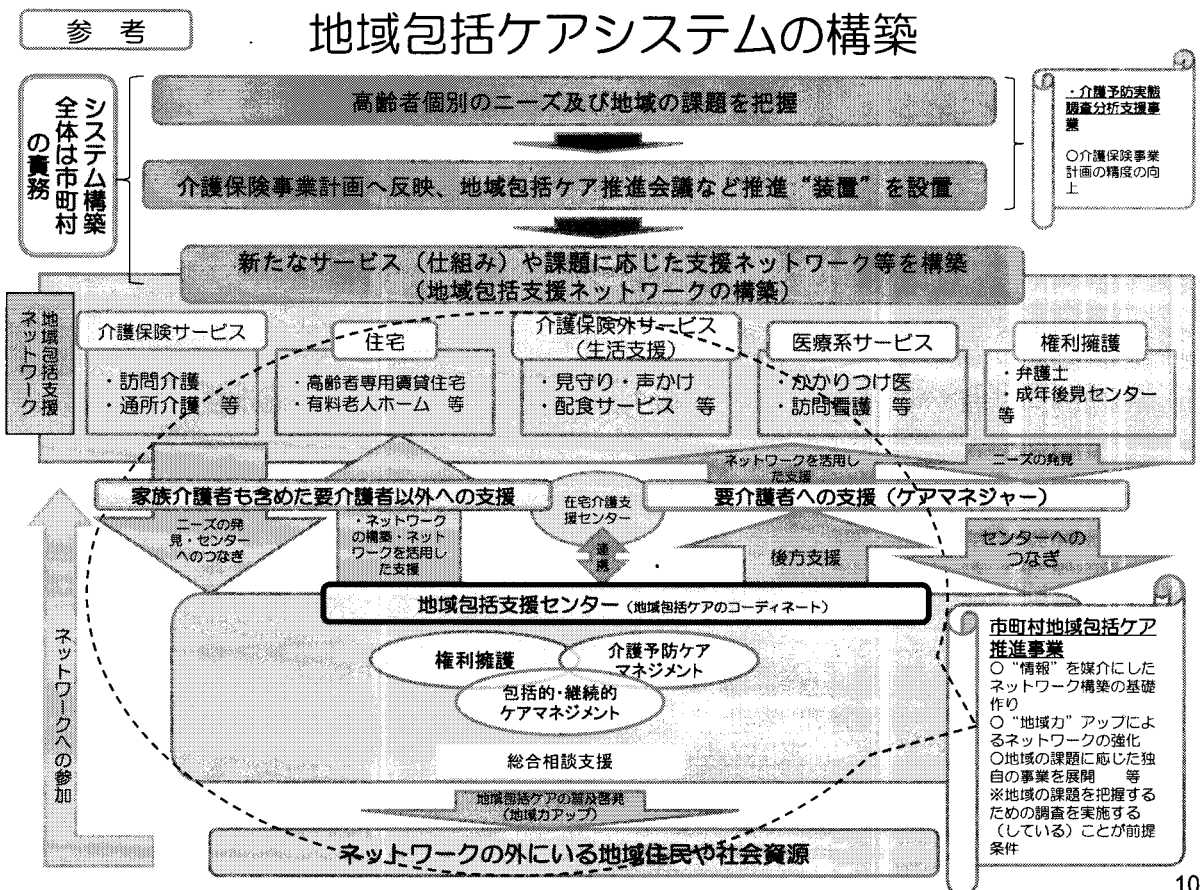 参 考
地域包括ケアシステムの構築
システム構築
全体は市町村
の責務
高齢者個別のニーズ及び地域の課題を把握
介護保険事業計画へ反映、地域包括ケア推進会議など推進“装置”を設置
新たなサービス（仕組み）や課題に応じた支援ネットワーク等を構築
（地域包括支援ネットワークの構築）
・介護予防実態
調査分析支援事
業
○介護保険事業
計画の精度の向
上
地域包括支援
ネットワーク
介護保険サービス
・訪問介護
・通所介護 等
住宅
・高齢者専用賃貸住宅
・有料老人ホーム 等
介護保険外サービス
（生活支援）
・見守り・声かけ
・配食サービス 等
医療系サービス
・かかりつけ医
・訪問看護 等
権利擁護
・弁護士
・成年後見センター
等
ネットワークを活用し
た支援
ニーズの発見
家族介護者も含めた要介護者以外への支援
在宅介護支
援センター
要介護者への支援（ケアマネジャー）
ニーズの発
見・センター
へのつなぎ
・ネットワーク
の構築・ネット
ワークを活用し
た支援
連携
後方支援
センターへの
つなぎ
地域包括支援センター（地域包括ケアのコーディネート）
権利擁護
介護予防ケア
マネジメント
包括的・継続的
ケアマネジメント
総合相談支援
ネットワークへの参加
地域包括ケアの普及啓発
（地域力アップ）
ネットワークの外にいる地域住民や社会資源
市町村地域包括ケア
推進事業
○“情報”を媒介にした
ネットワーク構築の基礎
作り
○“地域力”アップによ
るネットワークの強化
○地域の課題に応じた独
自の事業を展開 等
※地域の課題を把握する
ための調査を実施する
（している）ことが前提
条件
10